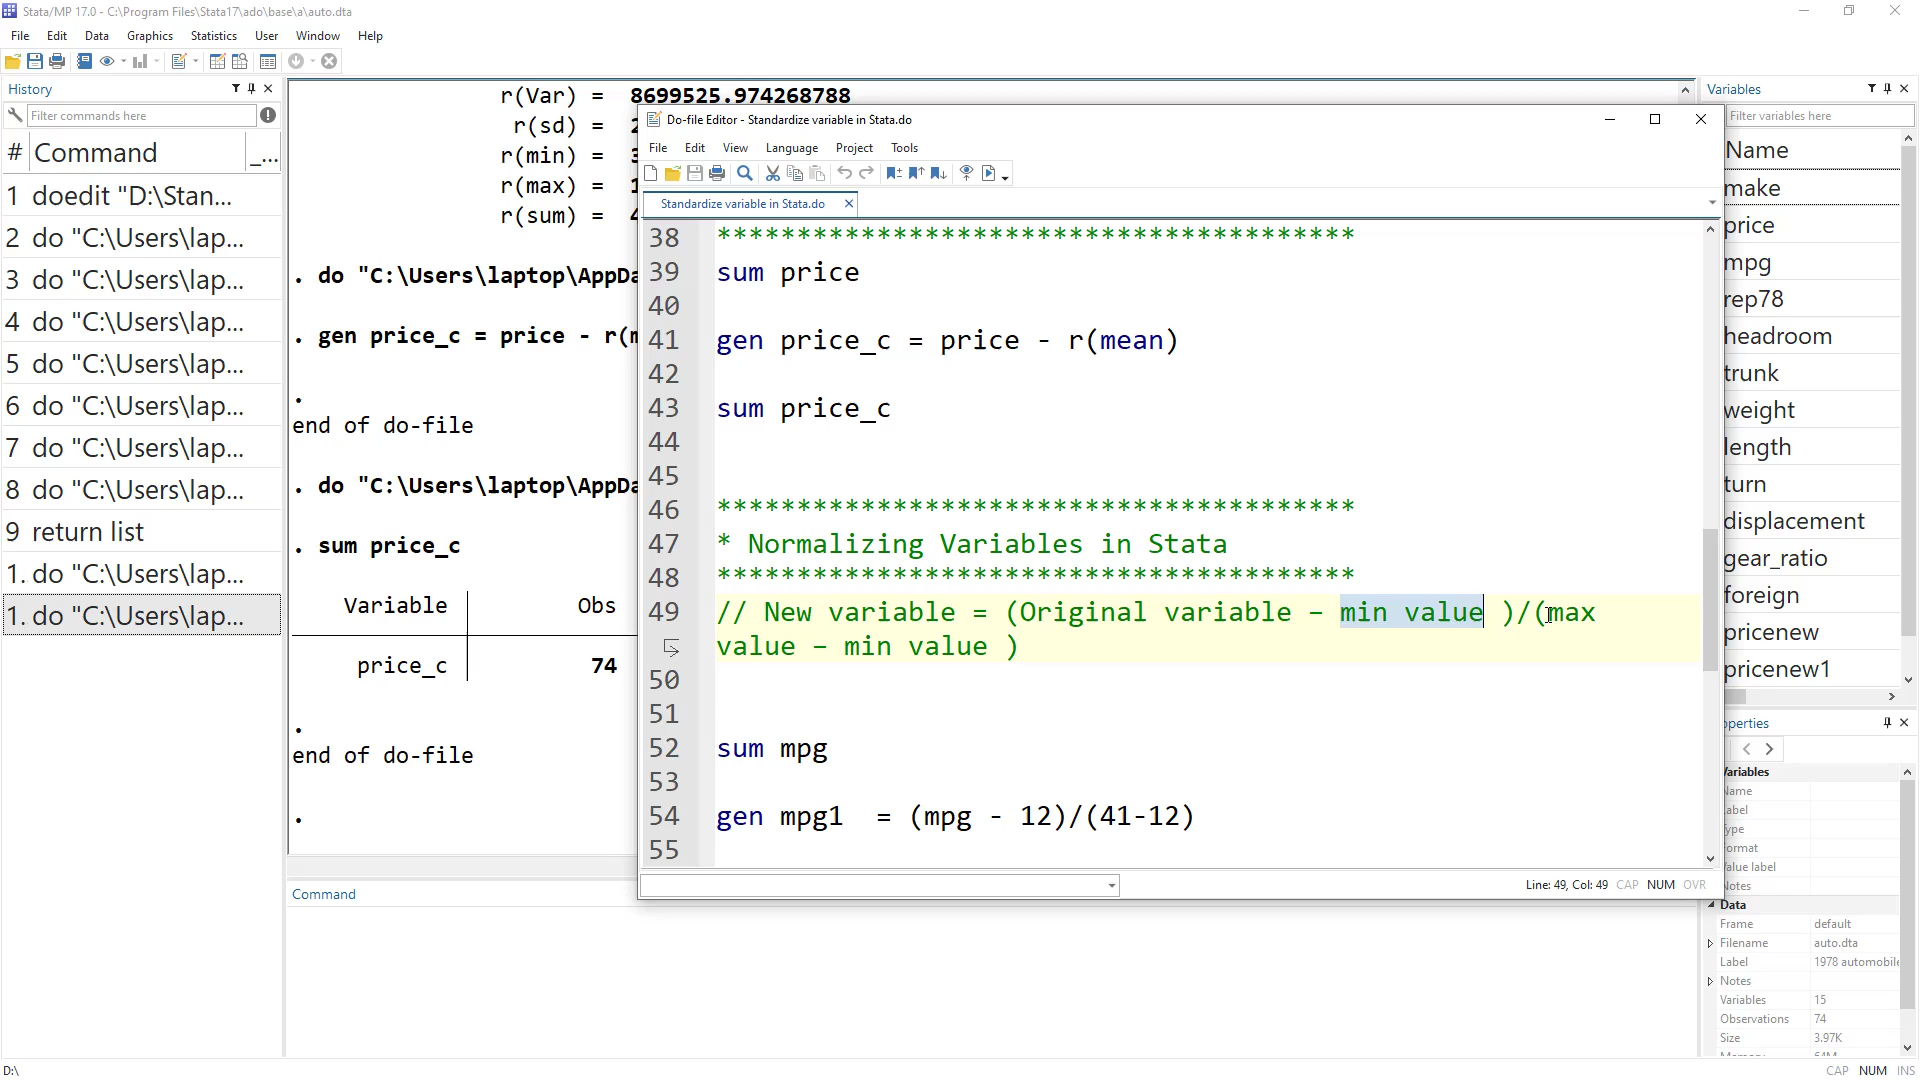 Stata/MP 17.0 - C:\Program Files\Stata17\ado\base\a\auto.dta
File Edit Data Graphics Statistics User Window Help
History
Filter commands here
# Command _...
1 doedit "D:\Stan...
2 do "C:\Users\lap...
3 do "C:\Users\lap...
4 do "C:\Users\lap...
5 do "C:\Users\lap...
6 do "C:\Users\lap...
7 do "C:\Users\lap...
8 do "C:\Users\lap...
9 return list
1. do "C:\Users\lap...
1. do "C:\Users\lap...
r(Var) = 8699525.974268788
r(sd) = 2
r(min) = 3
r(max) = 1
r(sum) = 4
. do "C:\Users\laptop\AppDa
. gen price_c = price - r(m
.
end of do-file
. do "C:\Users\laptop\AppDa
. sum price_c
Variable Obs
price_c 74
.
end of do-file
.
Command
Do-file Editor - Standardize variable in Stata.do
File Edit View Language Project Tools
Standardize variable in Stata.do
38 ****************************************
39 sum price
40
41 gen price_c = price - r(mean)
42
43 sum price_c
44
45
46 ****************************************
47 * Normalizing Variables in Stata
48 ****************************************
49 // New variable = (Original variable – min value )/(max
value – min value )
50
51
52 sum mpg
53
54 gen mpg1 = (mpg - 12)/(41-12)
55
Line: 49, Col: 49 CAP NUM OVR
Variables
Filter variables here
Name
make
price
mpg
rep78
headroom
trunk
weight
length
turn
displacement
gear_ratio
foreign
pricenew
pricenew1
operties
Variables
Name
abel
ype
ormat
alue label
Notes
Data
Frame default
Filename auto.dta
Label 1978 automobile
Notes
Variables 15
Observations 74
Size 3.97K
D:\
CAP NUM INS